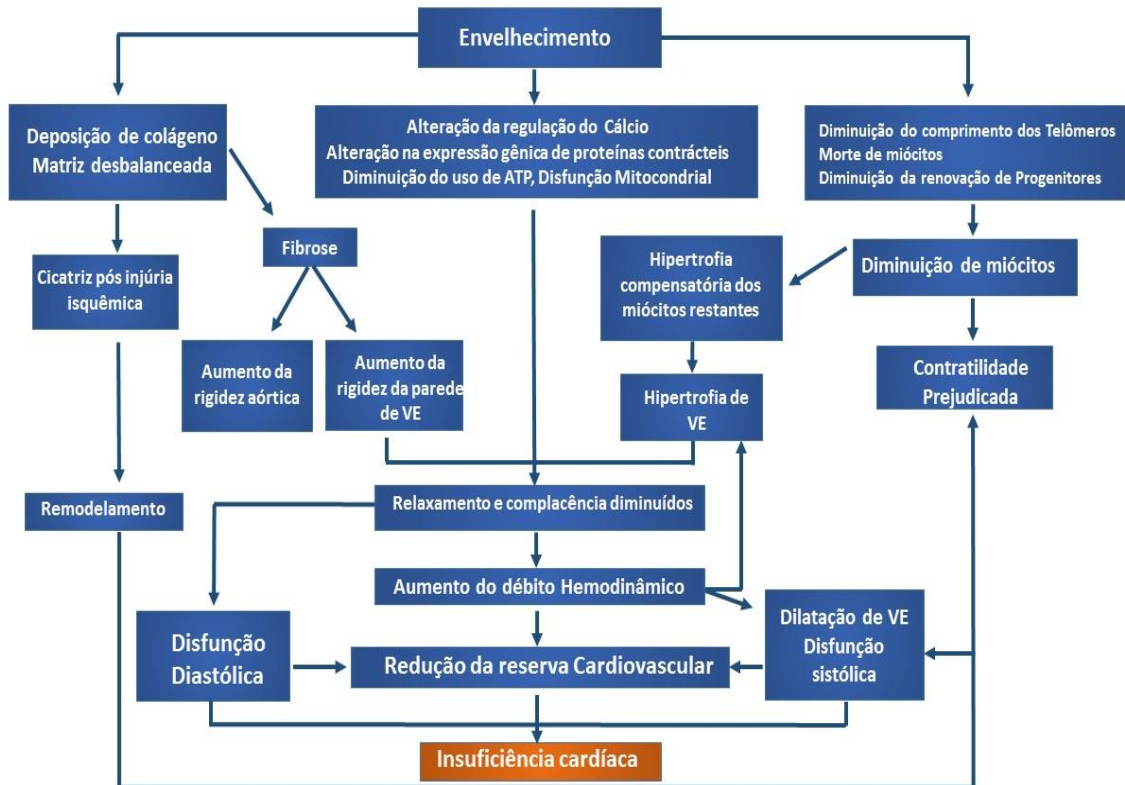 Envelhecimento
Deposição de colágeno
Matriz desbalanceada
Alteração da regulação do Cálcio
Alteração na expressão gênica de proteínas contrácteis
Diminuição do uso de ATP, Disfunção Mitocondrial
Diminuição do comprimento dos Telômeros
Morte de miócitos
Diminuição da renovação de Progenitores
Fibrose
Cicatriz pós injúria
isquêmica
Hipertrofia
compensatória dos
miócitos restantes
Diminuição de miócitos
Aumento da
rigidez aórtica
Aumento da
rigidez da parede
de VE
Hipertrofia de
VE
Contratilidade
Prejudicada
Remodelamento
Relaxamento e complacência diminuídos
Aumento do débito Hemodinâmico
Disfunção
Diastólica
Redução da reserva Cardiovascular
Dilatação de VE
Disfunção
sistólica
Insuficiência cardíaca